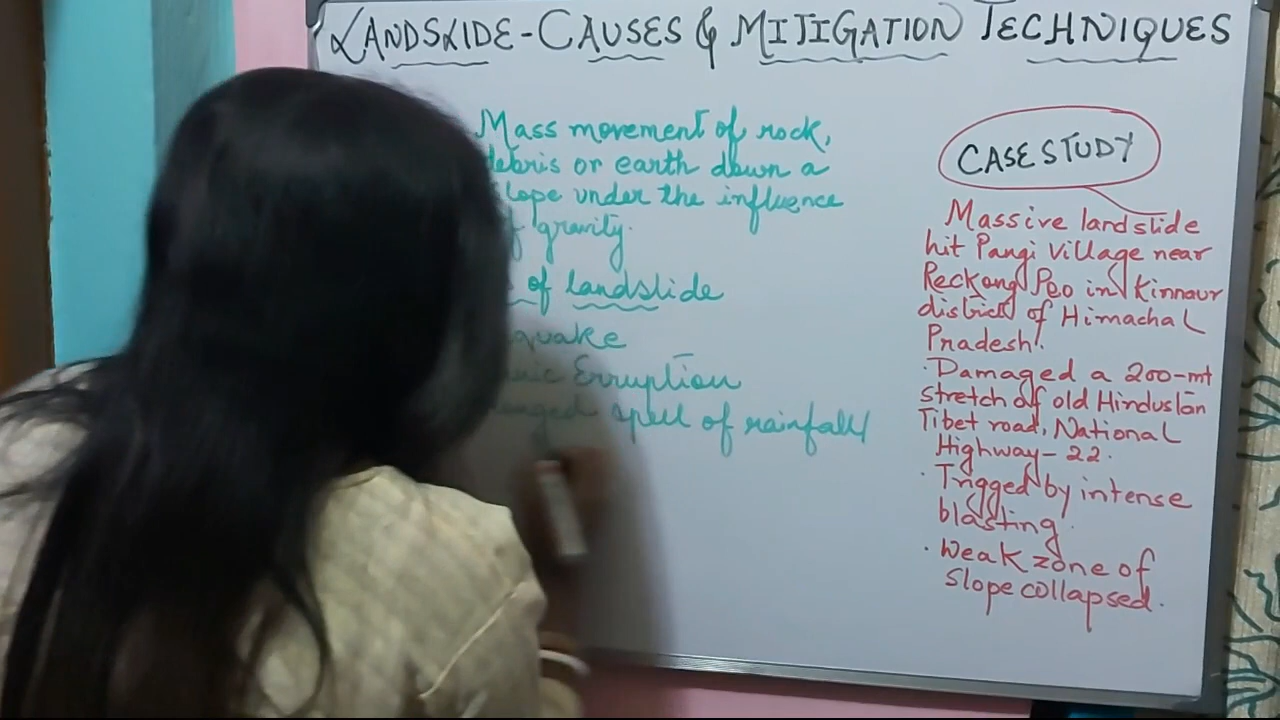 LANDSLIDE-CAUSES & MITIGATION TECHNIQUES
Mass movement of rock,
debris or earth down a
slope under the influence
of gravity.
of landslide
quake
Erruption
spell of rainfall
CASE STUDY
Massive landslide
hit Pangi Village near
Reckong Peo in Kinnaur
district of Himachal
Pradesh.
· Damaged a 200-mt
stretch of old Hindustan
Tibet road, National
Highway-22.
· Trigged by intense
blasting.
· Weak zone of
slope collapsed.